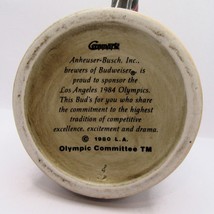 Ceramarte
Anheuser-Busch, Inc.,
brewers of Budweiser®, is
proud to sponsor the
Los Angeles 1984 Olympics.
This Bud's for you who share
the commitment to the highest
tradition of competitive
excellence, excitement and drama.
© 1980 L.A.
Olympic Committee TM